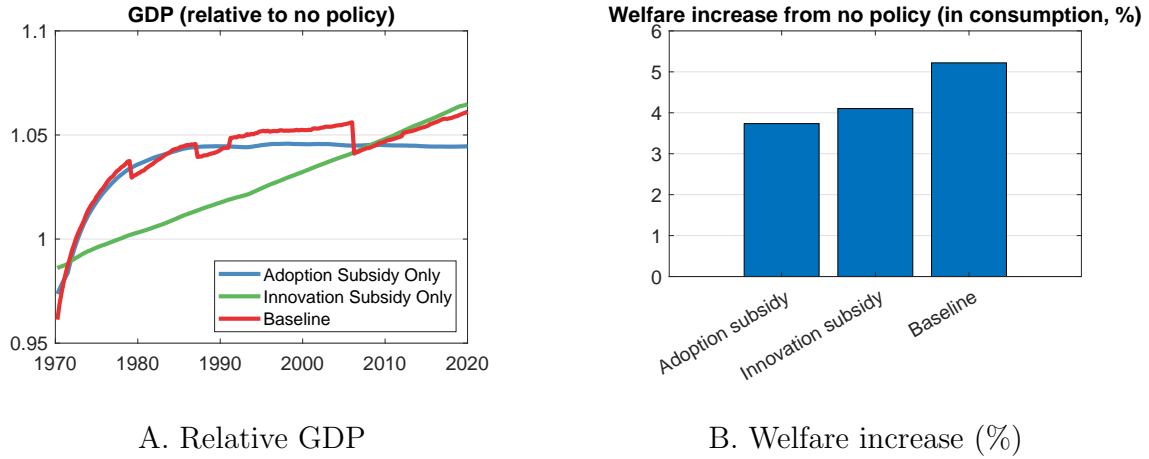 GDP (relative to no policy)
1.1
1.05
1
0.95
1970
1980
1990
2000
2010
2020
Adoption Subsidy Only
Innovation Subsidy Only
Baseline
A. Relative GDP
Welfare increase from no policy (in consumption, %)
6
5
4
3
2
1
0
Adoption subsidy
Innovation subsidy
Baseline
B. Welfare increase (%)